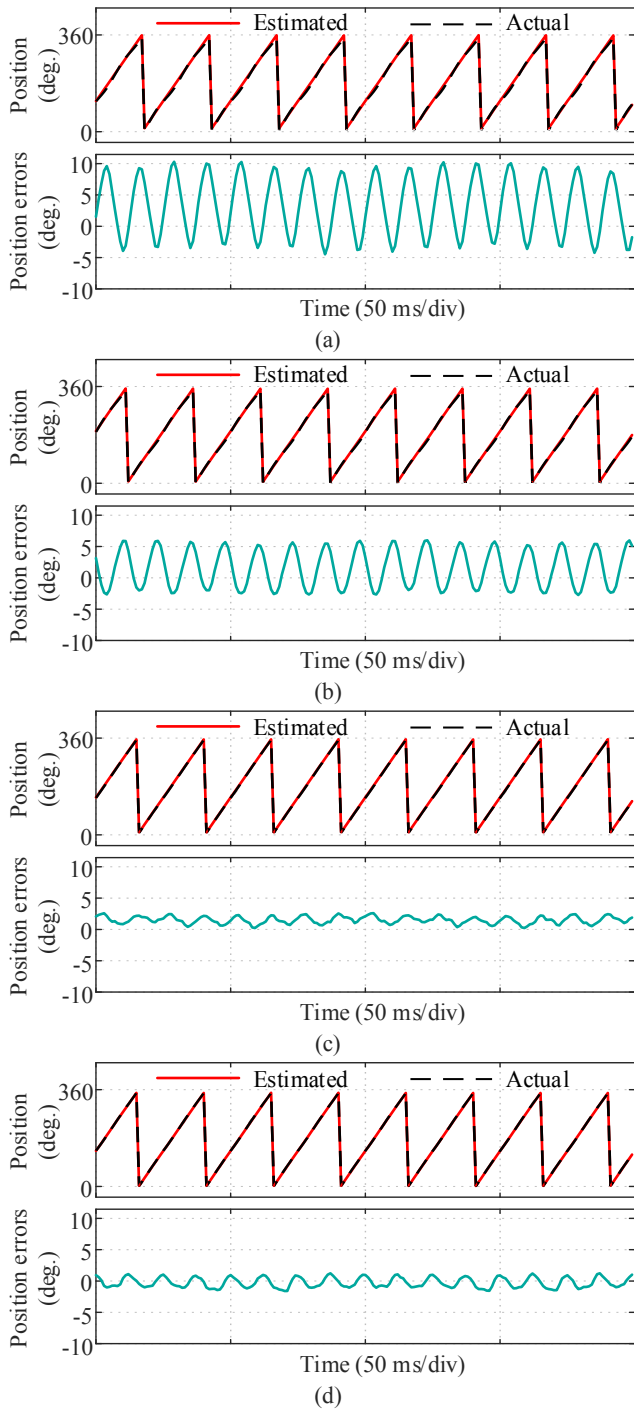 Estimated Actual
360
0
Position
(deg.)
10
5
0
-5
-10
Position errors
(deg.)
Time (50 ms/div)
(a)
Estimated Actual
360
0
Position
(deg.)
10
5
0
-5
-10
Position errors
(deg.)
Time (50 ms/div)
(b)
Estimated Actual
360
0
Position
(deg.)
10
5
0
-5
-10
Position errors
(deg.)
Time (50 ms/div)
(c)
Estimated Actual
360
0
Position
(deg.)
10
5
0
-5
-10
Position errors
(deg.)
Time (50 ms/div)
(d)